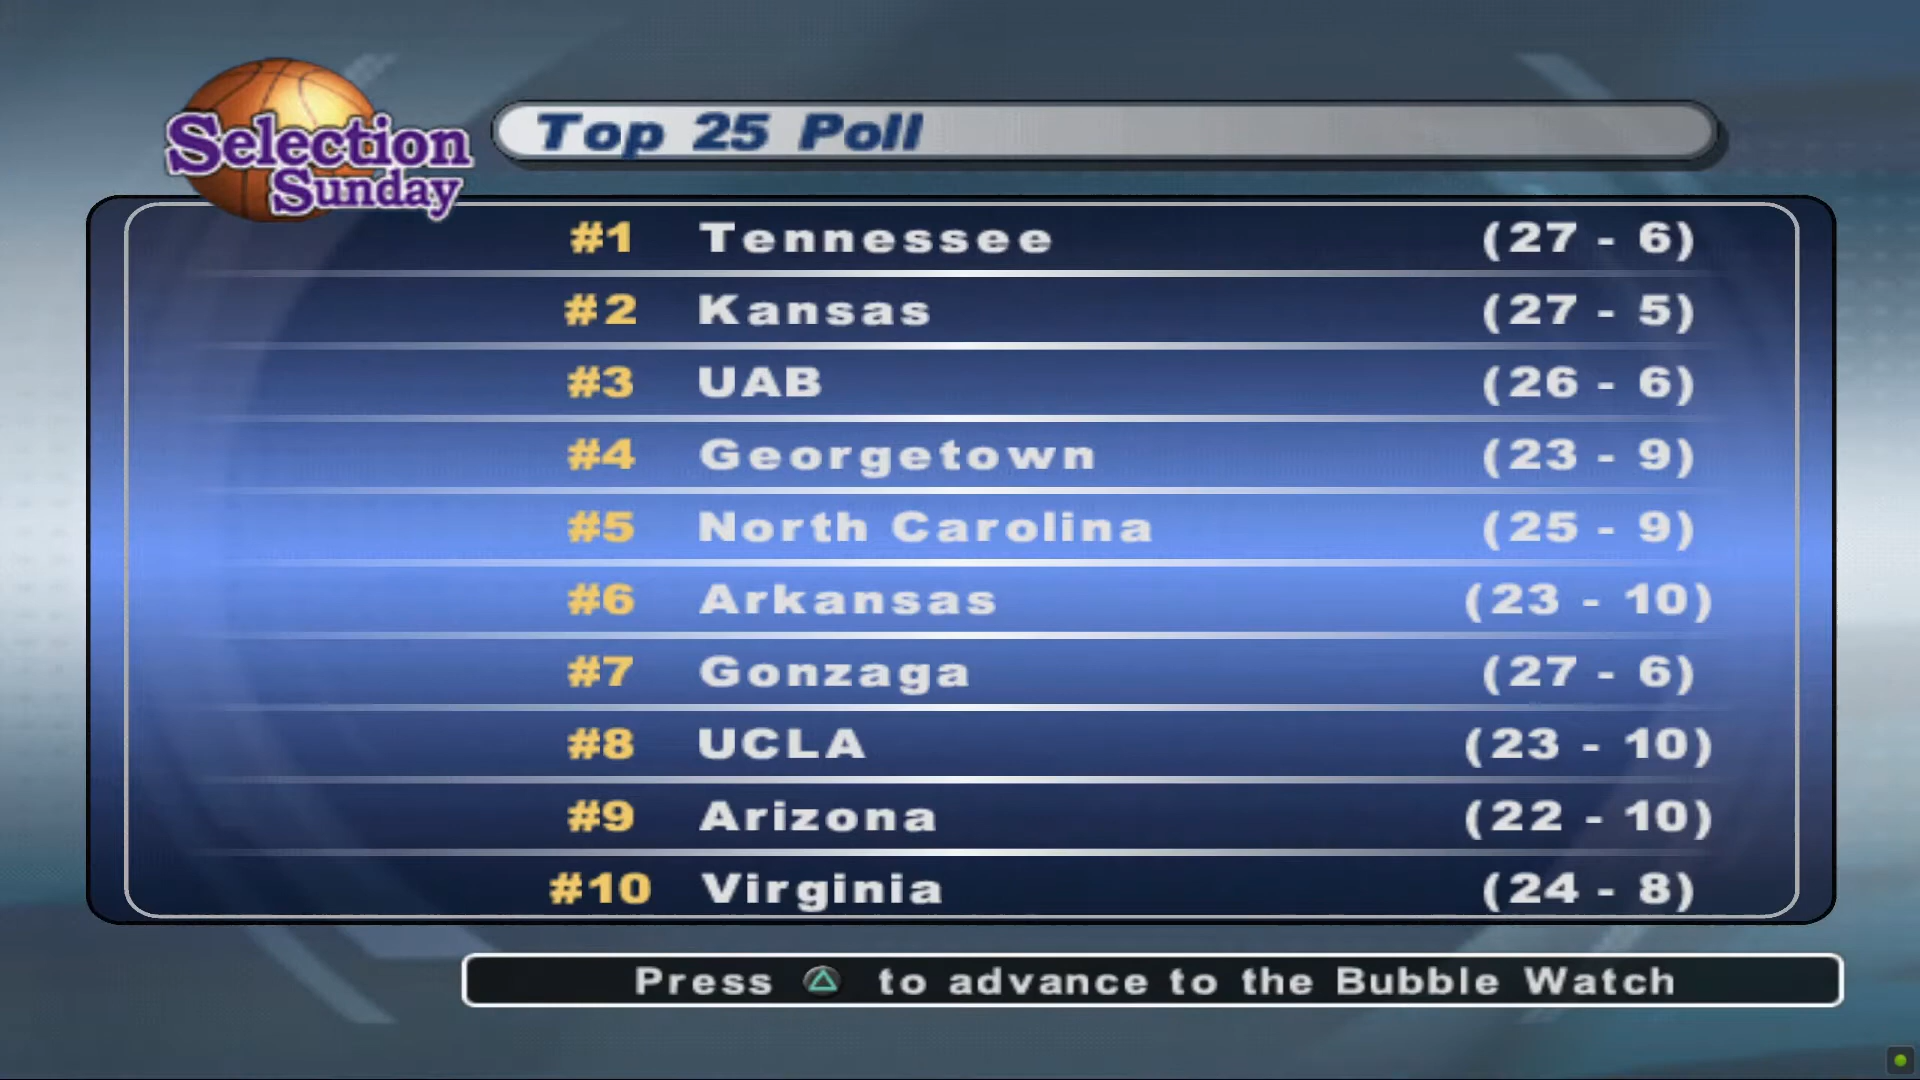 Selection
Sunday
Top 25 Poll
#1 Tennessee (27 - 6)
#2 Kansas (27 - 5)
#3 UAB (26 - 6)
#4 Georgetown (23 - 9)
#5 North Carolina (25 - 9)
#6 Arkansas (23 - 10)
#7 Gonzaga (27 - 6)
#8 UCLA (23 - 10)
#9 Arizona (22 - 10)
#10 Virginia (24 - 8)
Press to advance to the Bubble Watch